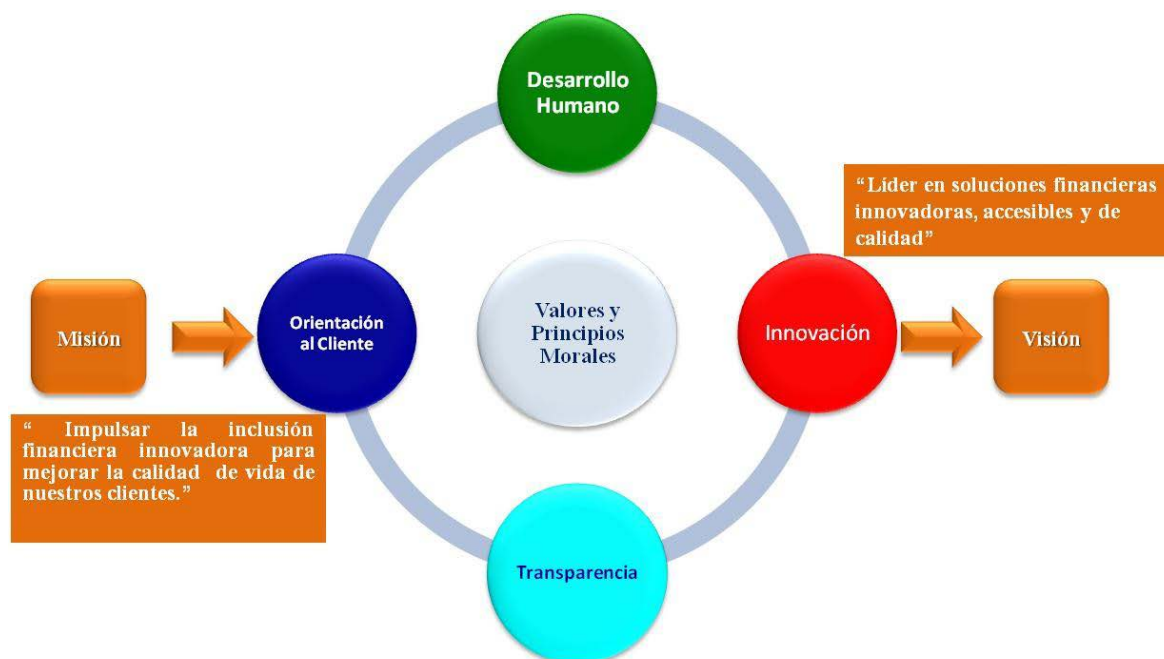 Desarrollo
Humano
“Líder en soluciones financieras
innovadoras, accesibles y de
calidad”
Misión
Orientación
al Cliente
Valores y
Principios
Morales
Innovación
Visión
“ Impulsar la inclusión
financiera innovadora para
mejorar la calidad de vida de
nuestros clientes.”
Transparencia